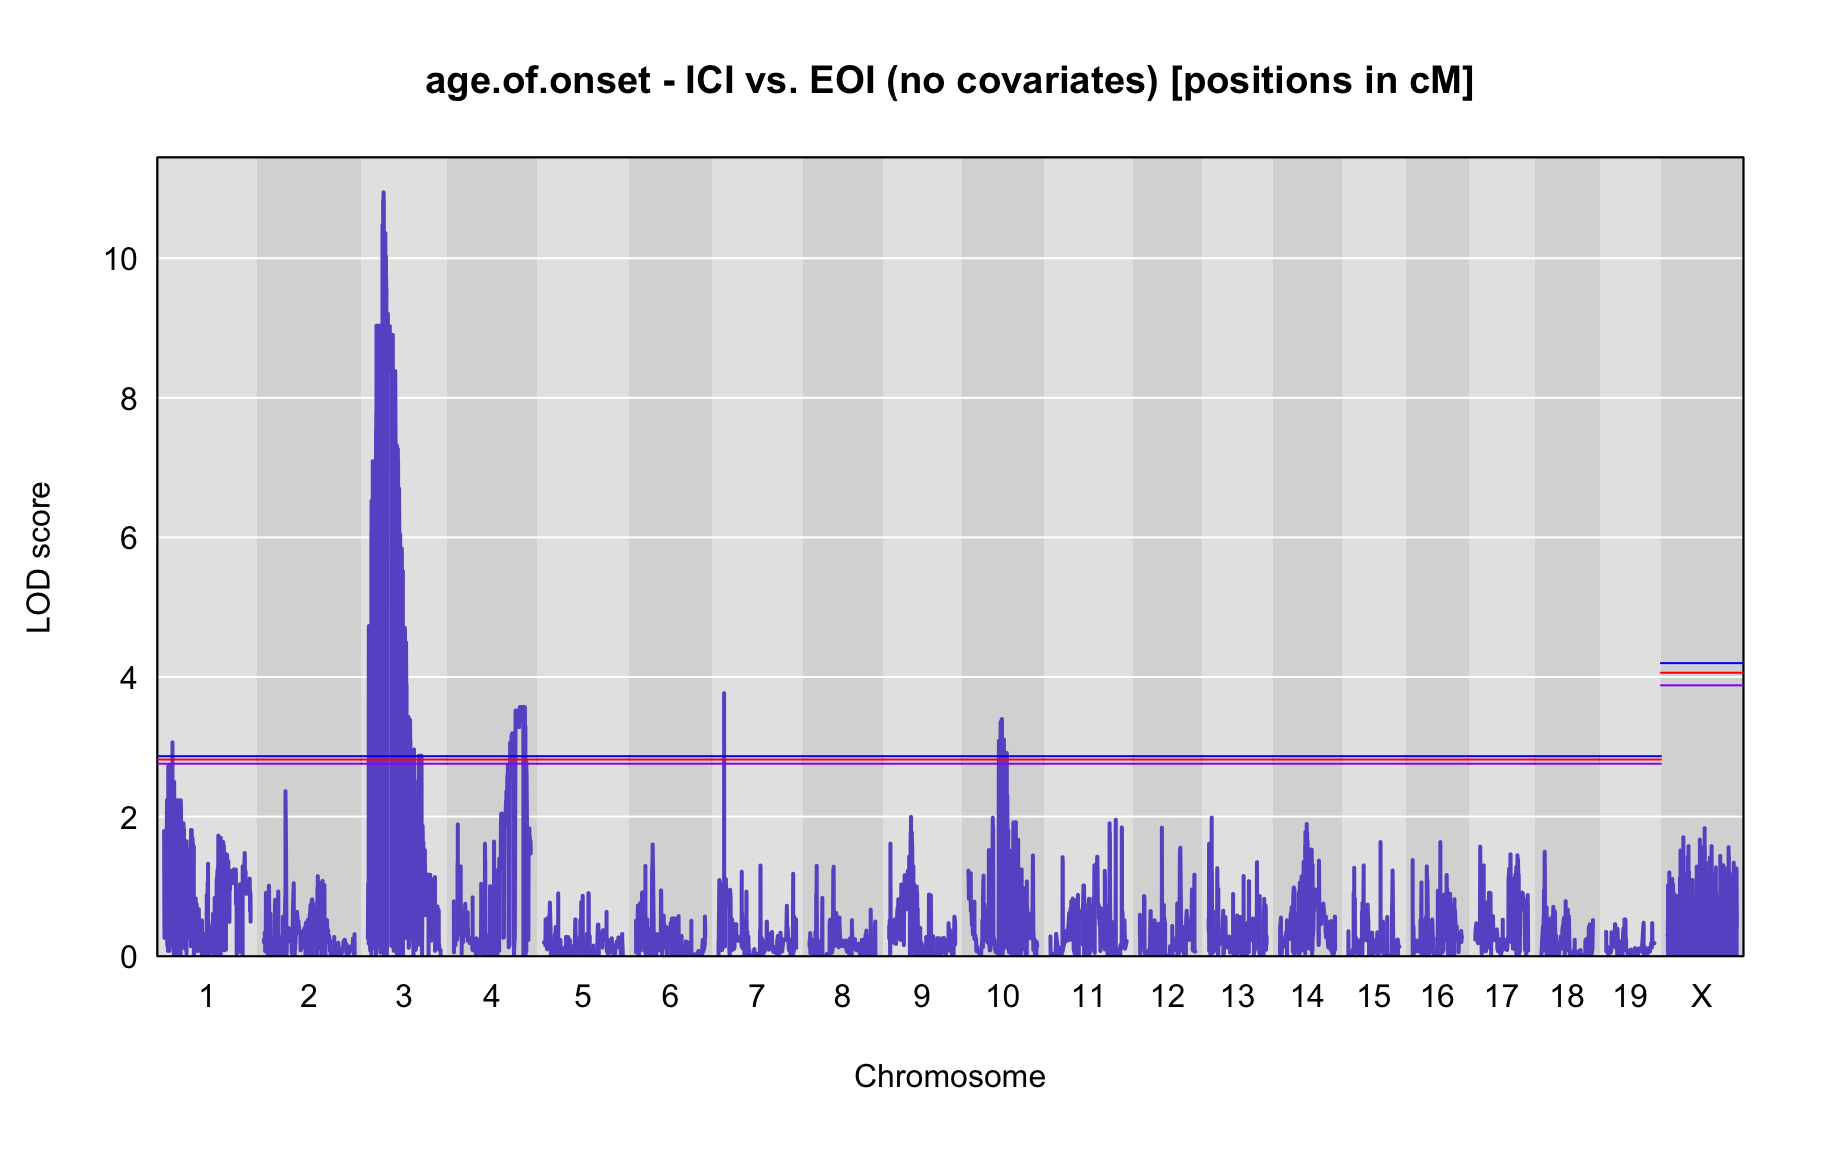 age.of.onset - ICI vs. EOI (no covariates) [positions in cM]
LOD score
10
8
6
4
2
0
1 2 3 4 5 6 7 8 9 10 11 12 13 14 15 16 17 18 19 X
Chromosome